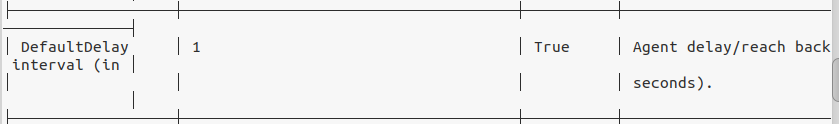 DefaultDelay 1 True Agent delay/reach back
interval (in
seconds).